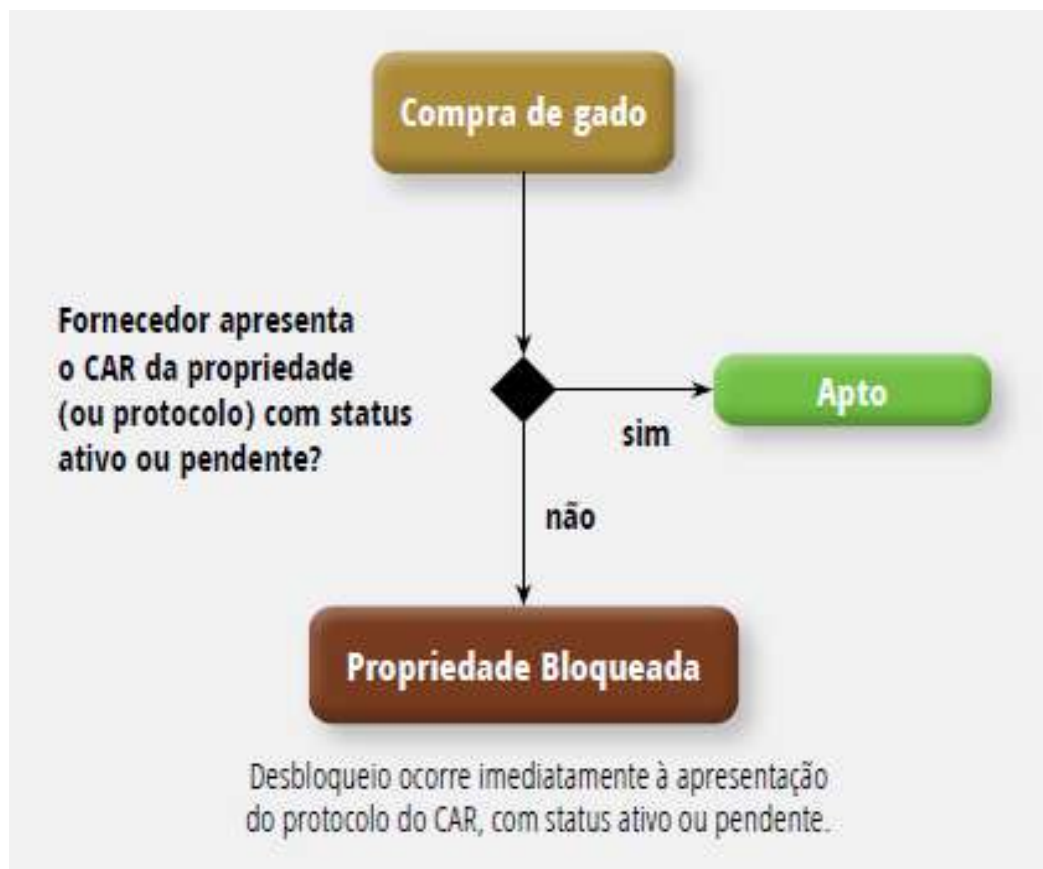 Compra de gado
Fornecedor apresenta
o CAR da propriedade
(ou protocolo) com status
ativo ou pendente?
Apto
sim
não
Propriedade Bloqueada
Desbloqueio ocorre imediatamente à apresentação
do protocolo do CAR, com status ativo ou pendente.